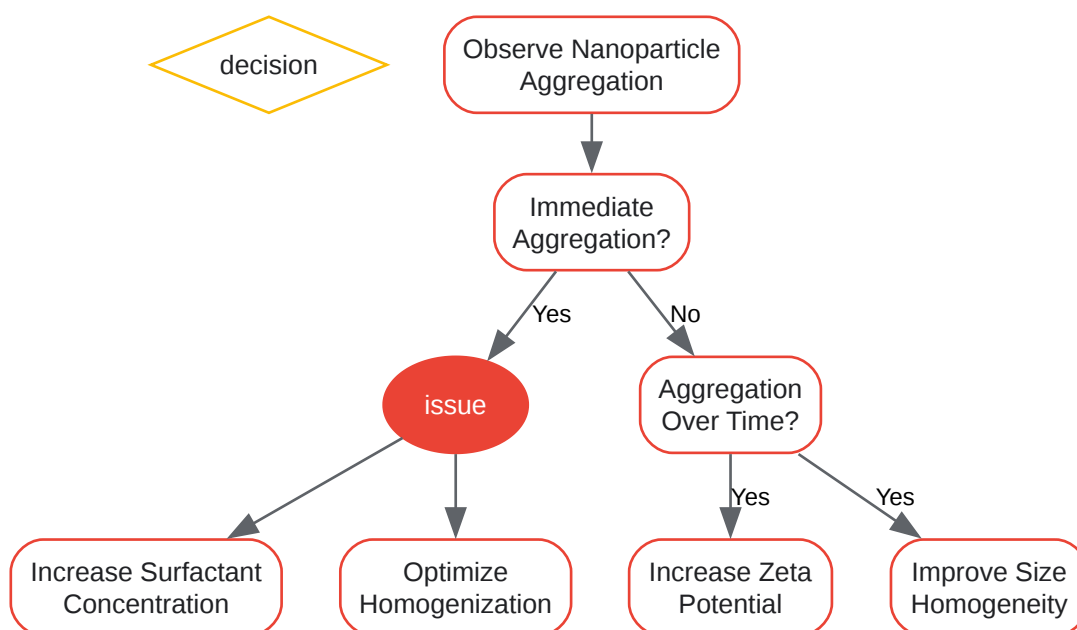 decision
Observe Nanoparticle
Aggregation
Immediate
Aggregation?
Yes
No
issue
Aggregation
Over Time?
Yes
Yes
Increase Surfactant
Concentration
Optimize
Homogenization
Increase Zeta
Potential
Improve Size
Homogeneity